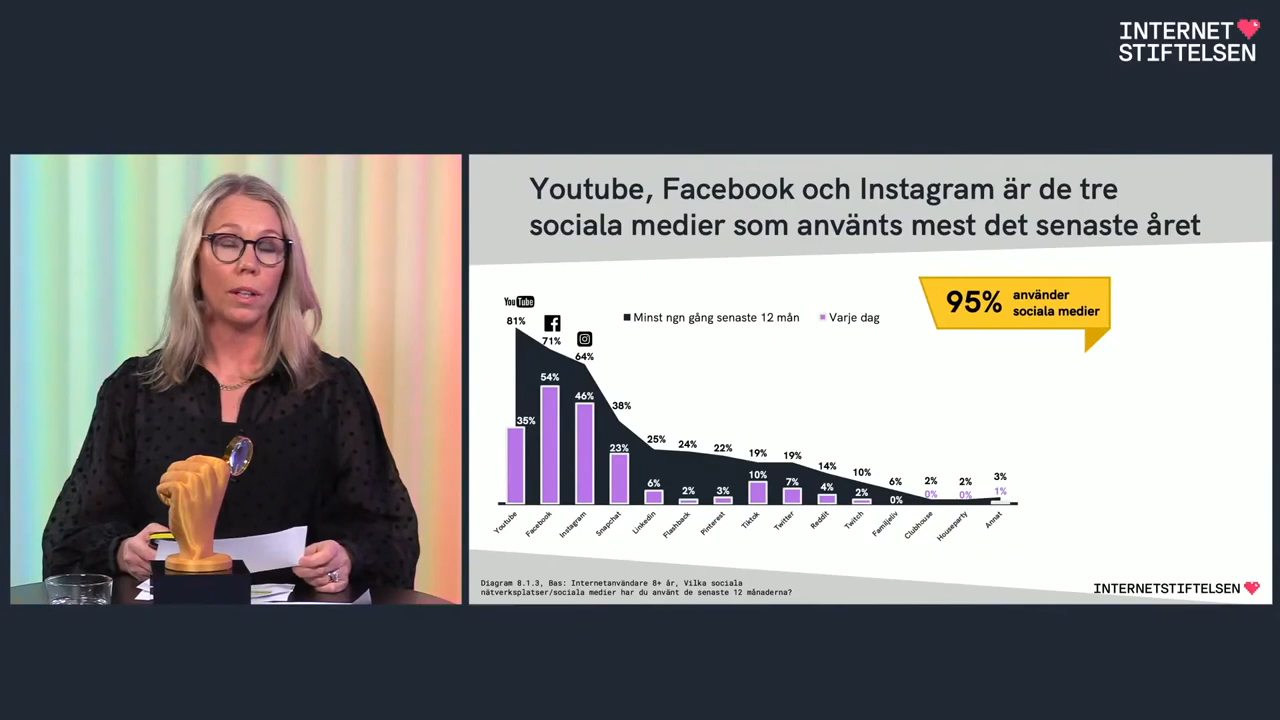 INTERNET
STIFTELSEN
Youtube, Facebook och Instagram är de tre
sociala medier som använts mest det senaste året
95% använder
sociala medier
YouTube
Minst ngn gång senaste 12 mån Varje dag
81%
71%
64%
54%
46%
38%
35%
25%
24%
22%
19%
19%
14%
10%
6%
2%
2%
3%
23%
6%
2%
3%
10%
7%
4%
2%
0%
0%
0%
1%
Youtube
Facebook
Instagram
Snapchat
Linkedin
Flashback
Pinterest
Tiktok
Twitter
Reddit
Twitch
Familjeliv
Clubhouse
Houseparty
Annat
Diagram 8.1.3, Bas: Internetanvändare 8+ år, Vilka sociala
nätverksplatser/sociala medier har du använt de senaste 12 månaderna?
INTERNETSTIFTELSEN